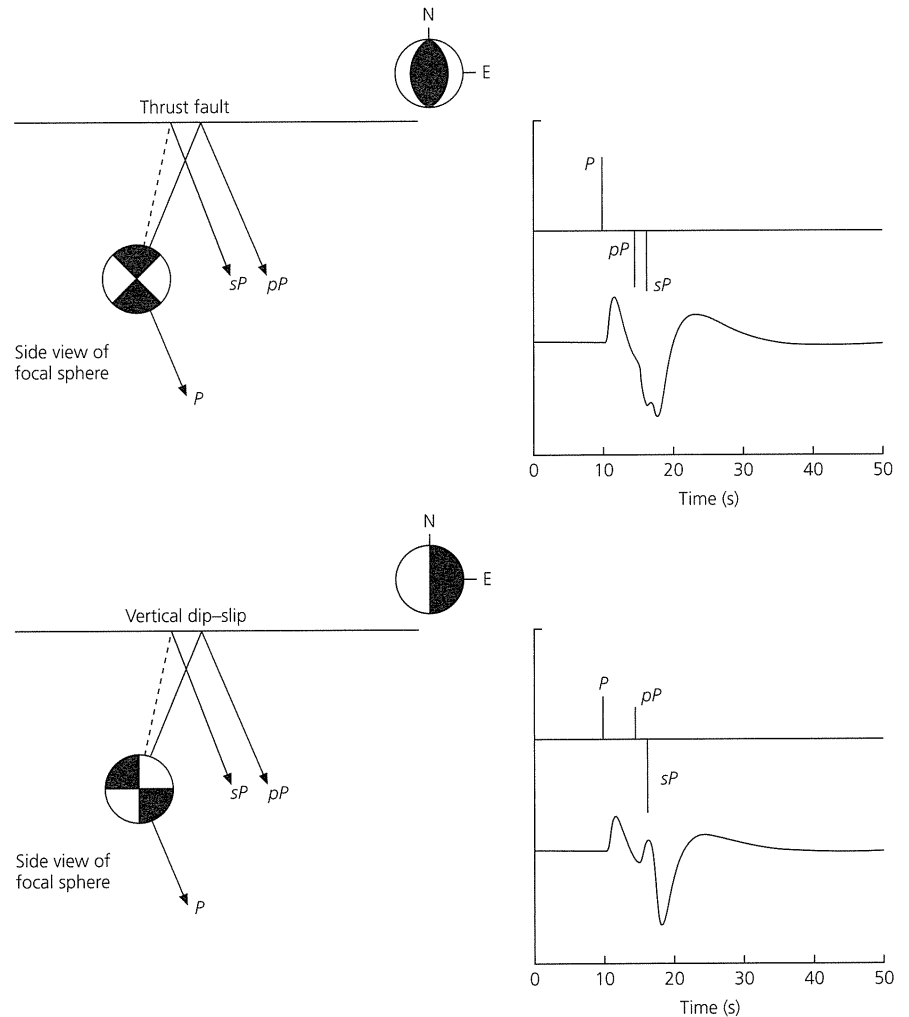 N
E
Thrust fault
P
pP
sP
sP pP
Side view of
focal sphere
P
0 10 20 30 40 50
Time (s)
N
E
Vertical dip–slip
P
pP
sP
sP pP
Side view of
focal sphere
P
0 10 20 30 40 50
Time (s)